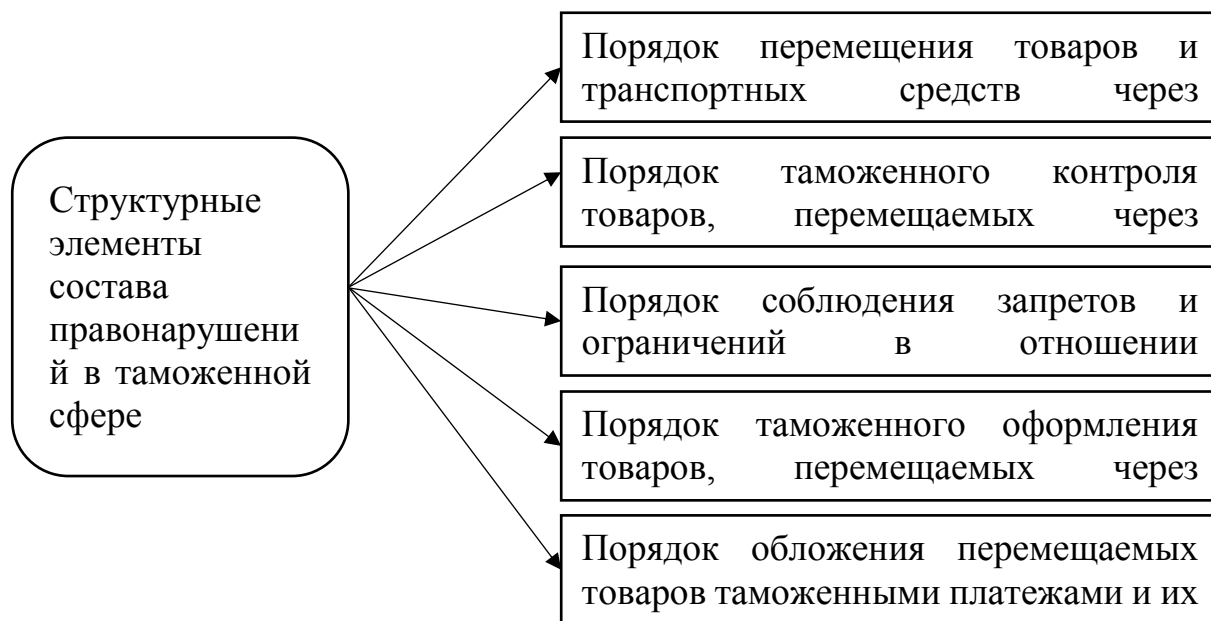 Структурные
элементы
состава
правонарушени
й в таможенной
сфере
Порядок перемещения товаров и
транспортных средств через
Порядок таможенного контроля
товаров, перемещаемых через
Порядок соблюдения запретов и
ограничений в отношении
Порядок таможенного оформления
товаров, перемещаемых через
Порядок обложения перемещаемых
товаров таможенными платежами и их